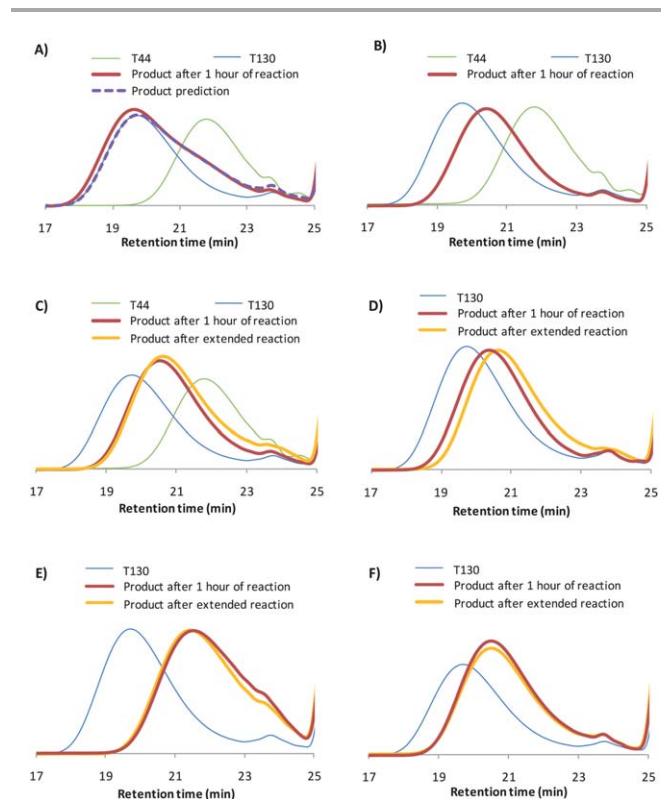 A)
T44 T130
Product after 1 hour of reaction
Product prediction
17 19 21 23 25
Retention time (min)
B)
T44 T130
Product after 1 hour of reaction
17 19 21 23 25
Retention time (min)
C)
T44 T130
Product after 1 hour of reaction
Product after extended reaction
17 19 21 23 25
Retention time (min)
D)
T130
Product after 1 hour of reaction
Product after extended reaction
17 19 21 23 25
Retention time (min)
E)
T130
Product after 1 hour of reaction
Product after extended reaction
17 19 21 23 25
Retention time (min)
F)
T130
Product after 1 hour of reaction
Product after extended reaction
17 19 21 23 25
Retention time (min)